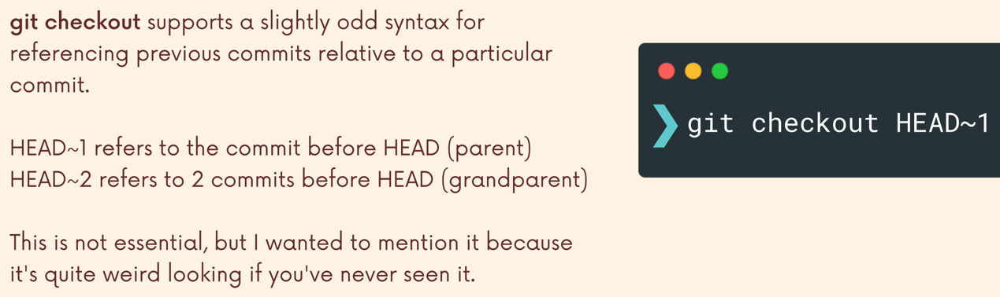 git checkout supports a slightly odd syntax for
referencing previous commits relative to a particular
commit.
HEAD~1 refers to the commit before HEAD (parent)
HEAD~2 refers to 2 commits before HEAD (grandparent)
This is not essential, but I wanted to mention it because
it's quite weird looking if you've never seen it.
❯ git checkout HEAD~1